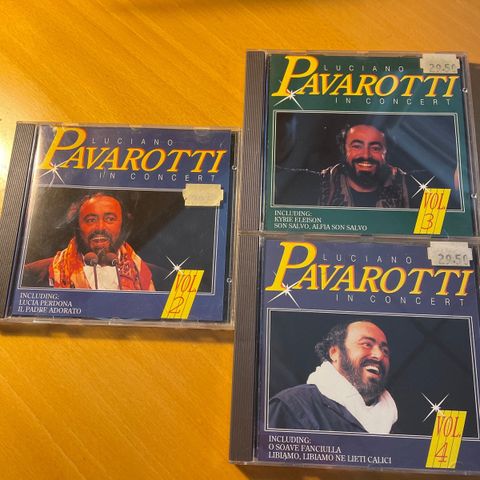 LUCIANO
PAVAROTTI
IN CONCERT
VOL. 2
INCLUDING:
LUCIA PERDONA
IL PADRE ADORATO
LUCIANO
PAVAROTTI
IN CONCERT
29.50
VOL. 3
INCLUDING:
KYRIE ELEISON
SON SALVO, ALFIA SON SALVO
LUCIANO
PAVAROTTI
IN CONCERT
29.50
VOL. 4
INCLUDING:
O SOAVE FANCIULLA
LIBIAMO, LIBIAMO NE LIETI CALICI